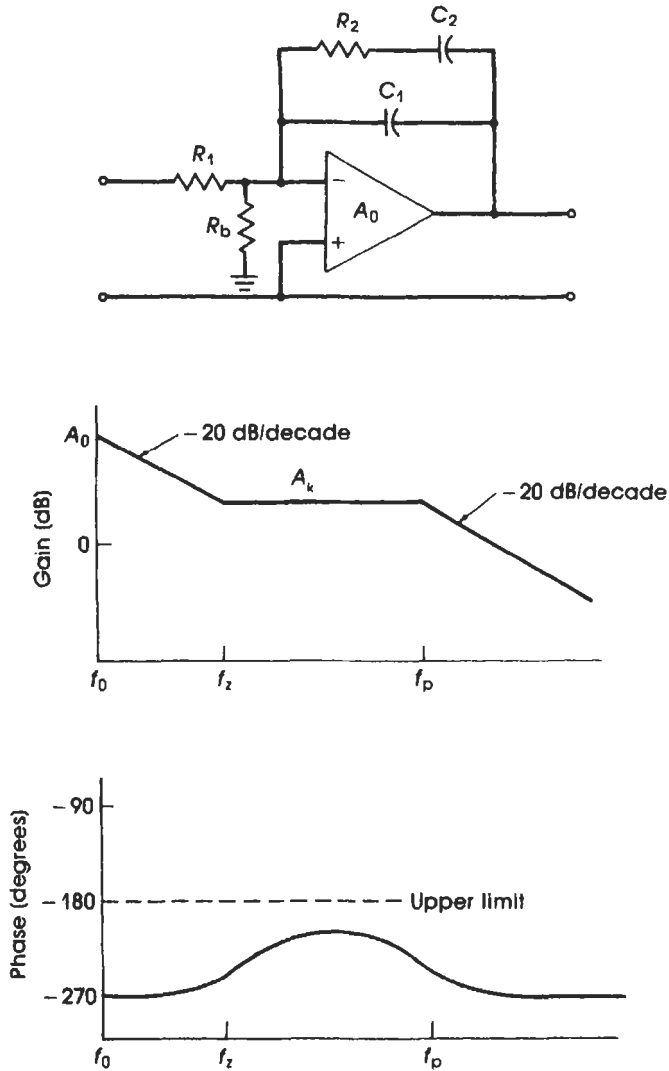 R2
C2
C1
R1
Rb
−
A0
+
A0
−20 dB/decade
Ak
−20 dB/decade
0
Gain (dB)
f0
fz
fp
−90
−180
Upper limit
−270
Phase (degrees)
f0
fz
fp